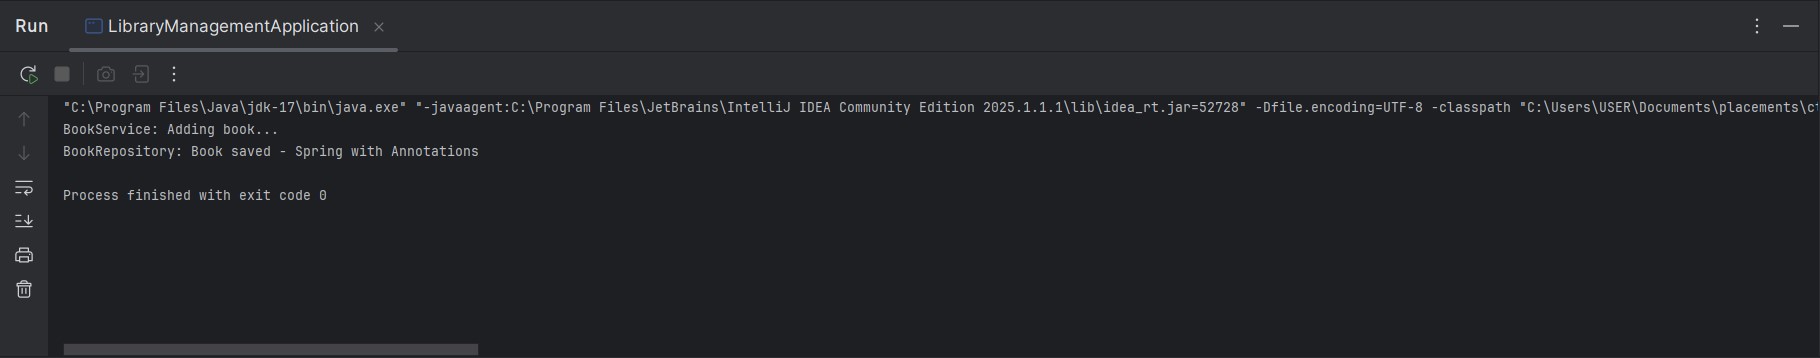 Run
LibraryManagementApplication
"C:\Program Files\Java\jdk-17\bin\java.exe" "-javaagent:C:\Program Files\JetBrains\IntelliJ IDEA Community Edition 2025.1.1.1\lib\idea_rt.jar=52728" -Dfile.encoding=UTF-8 -classpath "C:\Users\USER\Documents\placements\
BookService: Adding book...
BookRepository: Book saved - Spring with Annotations
Process finished with exit code 0